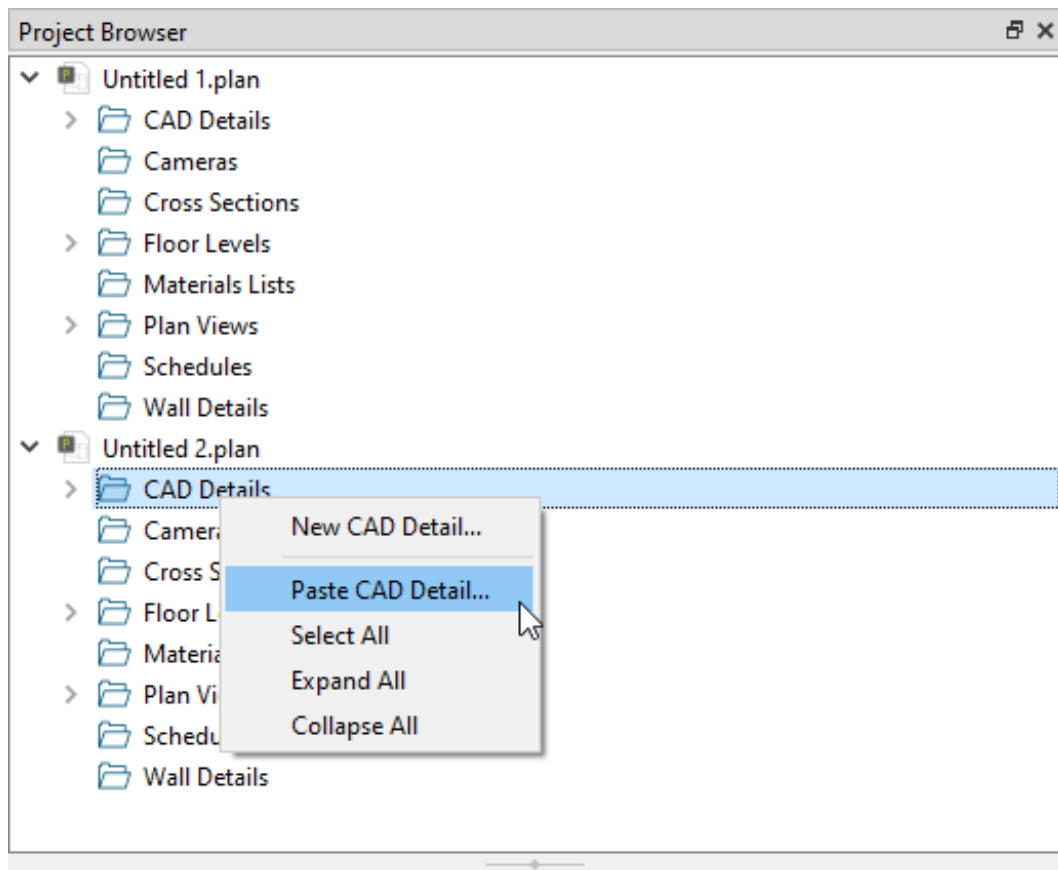 Project Browser
Untitled 1.plan
CAD Details
Cameras
Cross Sections
Floor Levels
Materials Lists
Plan Views
Schedules
Wall Details
Untitled 2.plan
CAD Details
New CAD Detail...
Paste CAD Detail...
Select All
Expand All
Collapse All
Wall Details